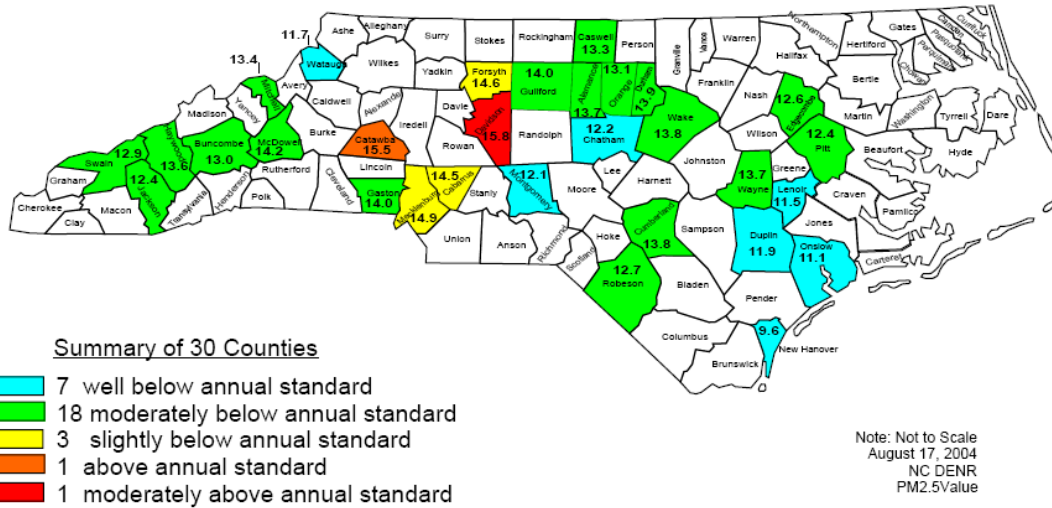 Ashe
Alleghany
Surry
Stokes
Rockingham
Caswell
13.3
Person
Granville
Vance
Warren
Northampton
Gates
Hertford
Halifax
Camden
Currituck
Pasquotank
Perquimans
Chowan
Bertie
11.7
Watauga
Wilkes
Yadkin
Forsyth
14.6
14.0
Guilford
Alamance
13.7
13.1
Orange
Durham
13.9
Franklin
Nash
12.6
Edgecombe
Martin
Washington
Tyrrell
Dare
13.4
Mitchell
Avery
Caldwell
Alexander
Iredell
Davie
Davidson
15.8
Randolph
12.2
Chatham
Wake
13.8
Wilson
12.4
Pitt
Beaufort
Hyde
Madison
Yancey
Burke
Catawba
15.5
Rowan
Johnston
Greene
Haywood
13.6
Buncombe
13.0
McDowell
14.2
Rutherford
Lincoln
Lee
Harnett
13.7
Wayne
Lenoir
11.5
Craven
Pamlico
Swain
12.9
12.4
Jackson
Graham
Cherokee
Clay
Macon
Transylvania
Henderson
Polk
Cleveland
Gaston
14.0
Mecklenburg
14.9
14.5
Cabarrus
Stanly
12.1
Montgomery
Moore
Cumberland
13.8
Sampson
Duplin
11.9
Jones
Onslow
11.1
Carteret
Union
Anson
Richmond
Scotland
Hoke
12.7
Robeson
Bladen
Pender
Columbus
Brunswick
9.6
New Hanover
Summary of 30 Counties
7 well below annual standard
18 moderately below annual standard
3 slightly below annual standard
1 above annual standard
1 moderately above annual standard
Note: Not to Scale
August 17, 2004
NC DENR
PM2.5Value